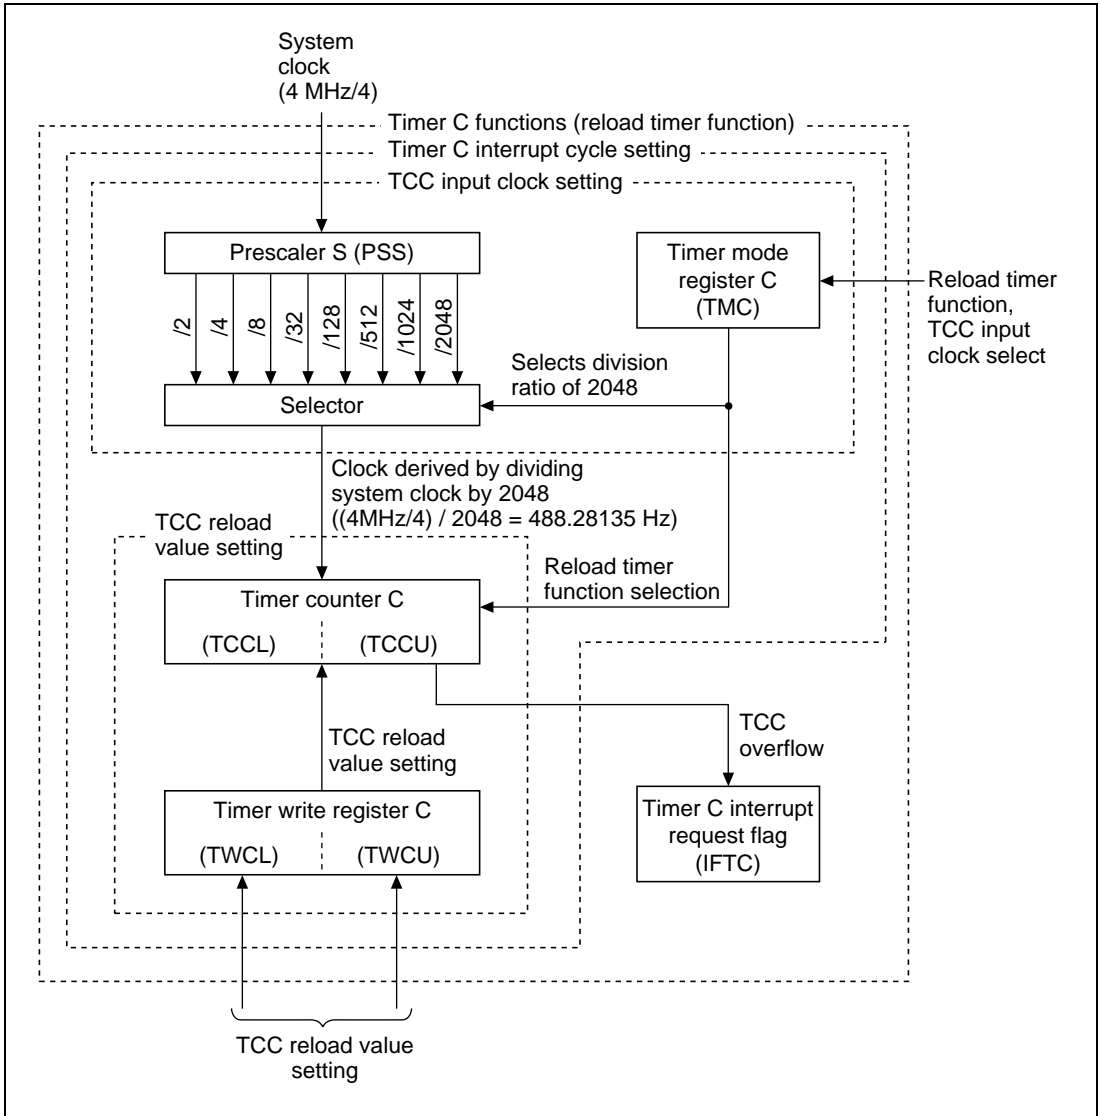 System
clock
(4 MHz/4)
Timer C functions (reload timer function)
Timer C interrupt cycle setting
TCC input clock setting
Prescaler S (PSS)
Timer mode
register C
(TMC)
Reload timer
function,
TCC input
clock select
/2
/4
/8
/32
/128
/512
/1024
/2048
Selects division
ratio of 2048
Selector
Clock derived by dividing
system clock by 2048
((4MHz/4) / 2048 = 488.28135 Hz)
TCC reload
value setting
Reload timer
function selection
Timer counter C
(TCCL)
(TCCU)
TCC
overflow
TCC reload
value setting
Timer write register C
(TWCL)
(TWCU)
Timer C interrupt
request flag
(IFTC)
TCC reload value
setting